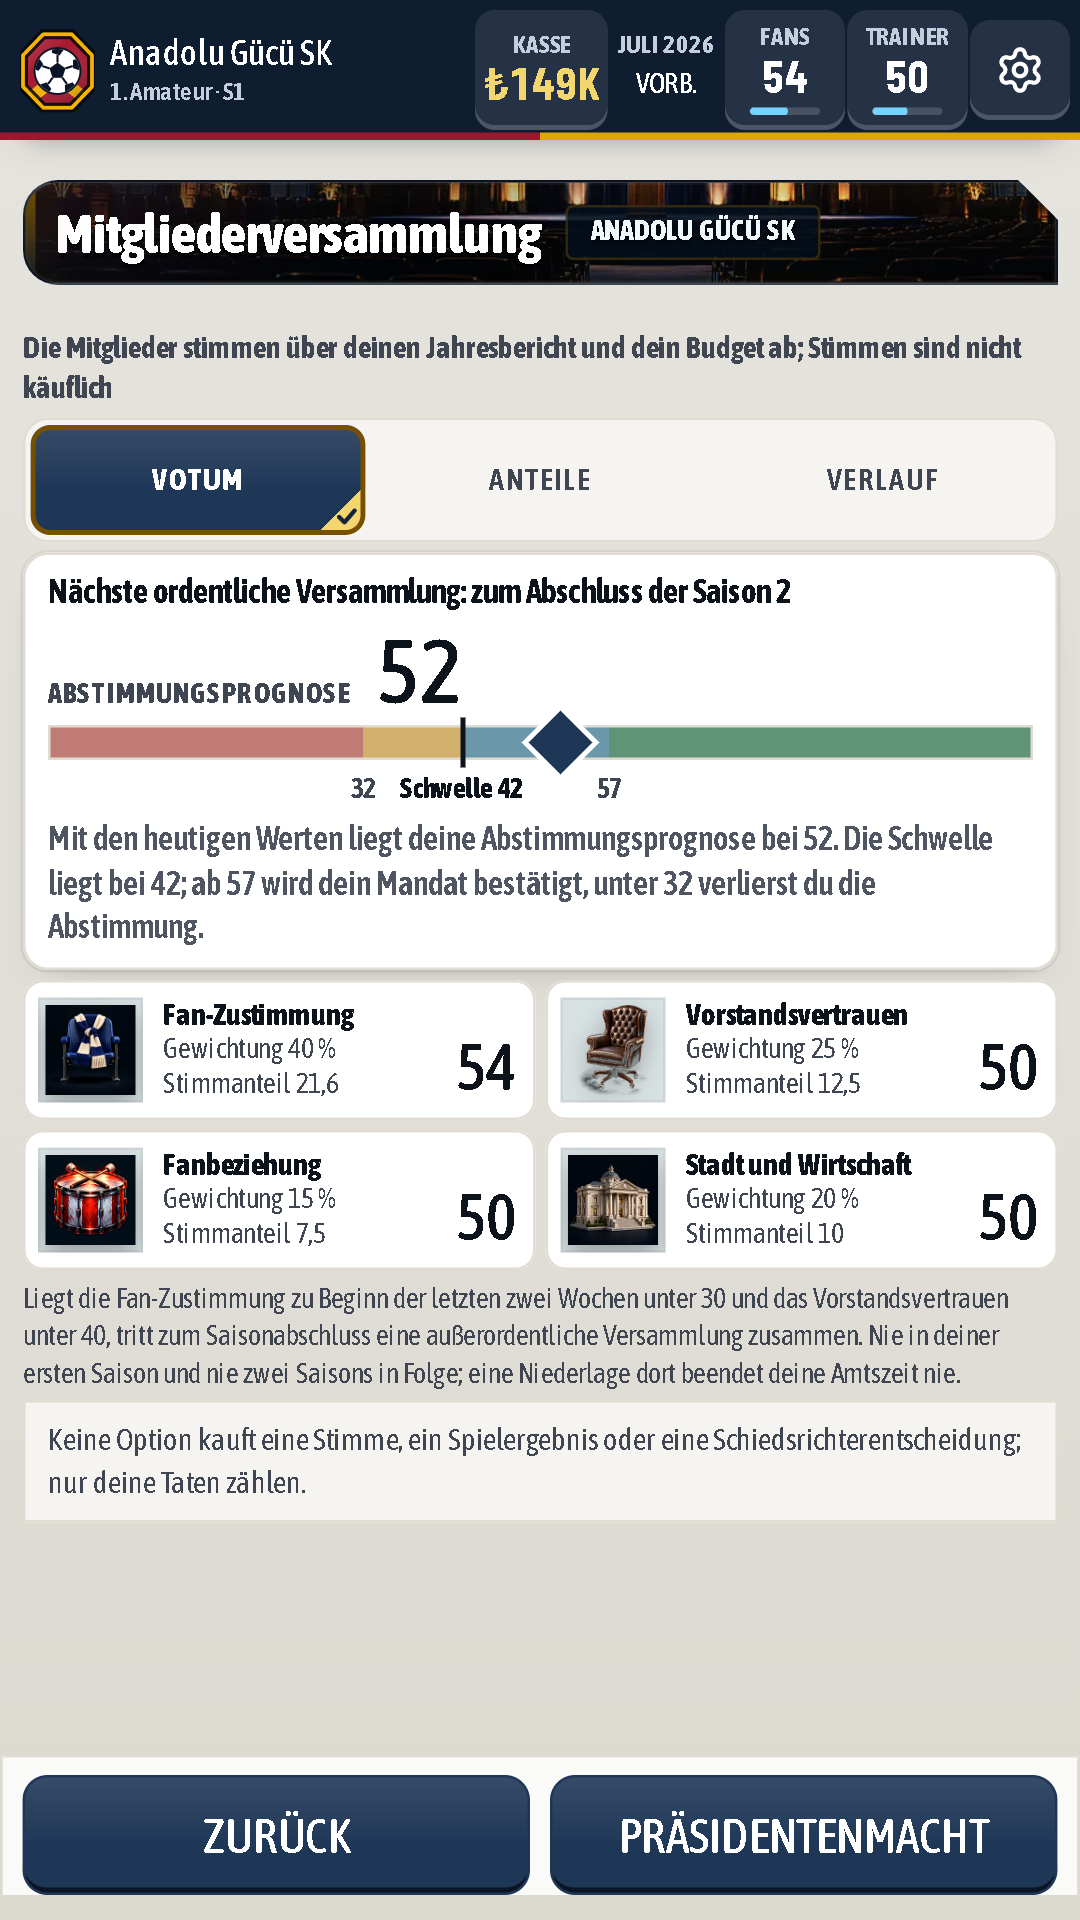 Anadolu Gücü SK
1.Amateur·S1
KASSE
₺149K
JULI 2026
VORB.
FANS
54
TRAINER
50
Mitgliederversammlung
ANADOLU GÜCÜ SK
Die Mitglieder stimmen über deinen Jahresbericht und dein Budget ab; Stimmen sind nicht
käuflich
VOTUM
ANTEILE
VERLAUF
Nächste ordentliche Versammlung: zum Abschluss der Saison 2
ABSTIMMUNGSPROGNOSE 52
32 Schwelle 42 57
Mit den heutigen Werten liegt deine Abstimmungsprognose bei 52. Die Schwelle
liegt bei 42; ab 57 wird dein Mandat bestätigt, unter 32 verlierst du die
Abstimmung.
Fan-Zustimmung
Gewichtung 40 %
Stimmanteil 21,6
54
Vorstandsvertrauen
Gewichtung 25 %
Stimmanteil 12,5
50
Fanbeziehung
Gewichtung 15 %
Stimmanteil 7,5
50
Stadt und Wirtschaft
Gewichtung 20 %
Stimmanteil 10
50
Liegt die Fan-Zustimmung zu Beginn der letzten zwei Wochen unter 30 und das Vorstandsvertrauen
unter 40, tritt zum Saisonabschluss eine außerordentliche Versammlung zusammen. Nie in deiner
ersten Saison und nie zwei Saisons in Folge; eine Niederlage dort beendet deine Amtszeit nie.
Keine Option kauft eine Stimme, ein Spielergebnis oder eine Schiedsrichterentscheidung;
nur deine Taten zählen.
ZURÜCK
PRÄSIDENTENMACHT